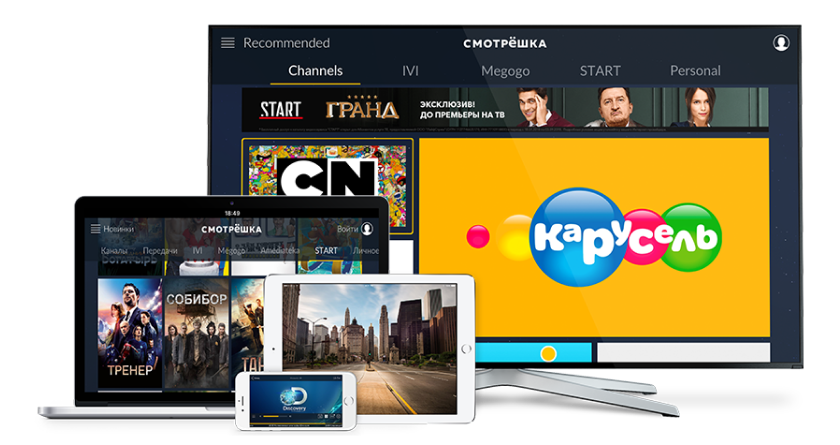 Recommended
СМОТРЁШКА
Channels IVI Megogo START Personal
START ГРАНД ЭКСКЛЮЗИВ!
ДО ПРЕМЬЕРЫ НА ТВ
CN
Карусель
18:49
Новинки СМОТРЁШКА Войти
Каналы Передачи IVI Megogo Amediateka START Личное
ТРЕНЕР
СОБИБОР
Discovery